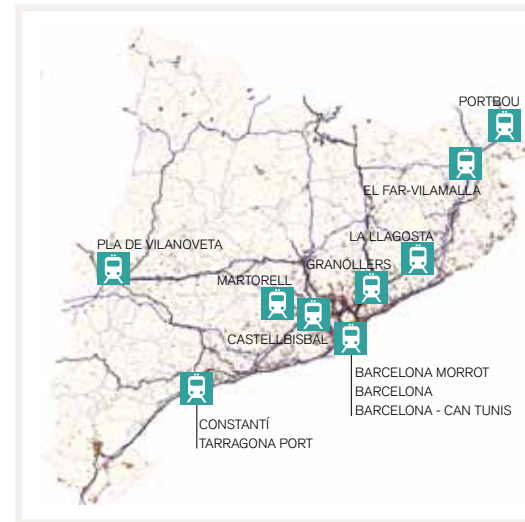 PORTBOU
EL FAR-VILAMALLA
LA LLAGOSTA
PLA DE VILANOVETA
GRANOLLERS
MARTORELL
CASTELLBISBAL
BARCELONA MORROT
BARCELONA
BARCELONA - CAN TUNIS
CONSTANTÍ
TARRAGONA PORT